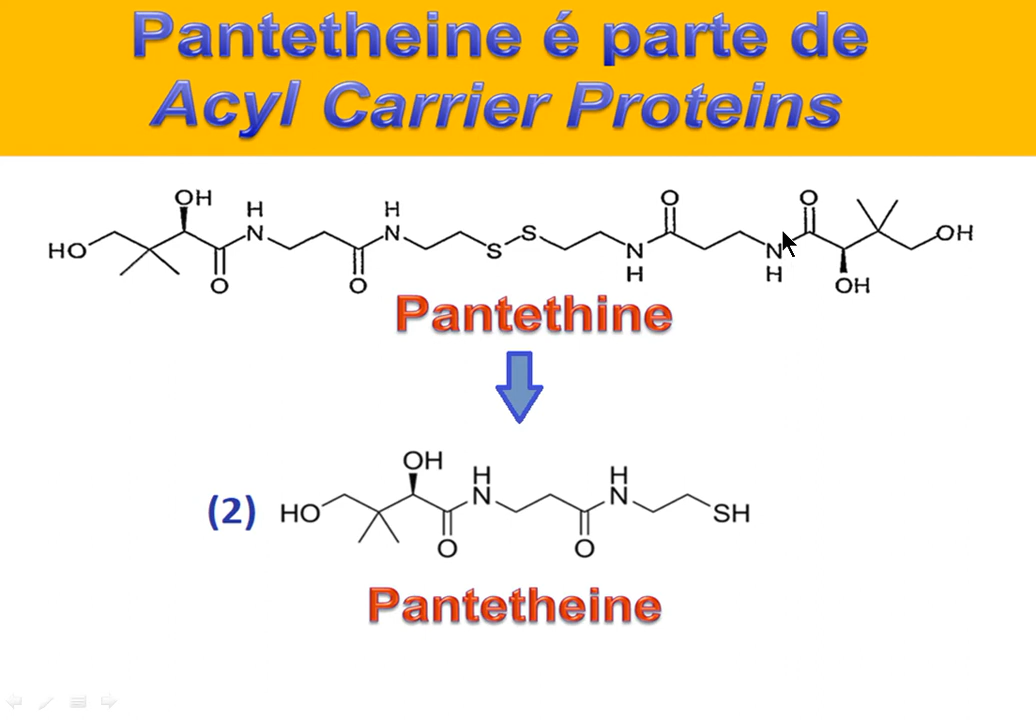 Pantetheine é parte de
Acyl Carrier Proteins
HO OH O H N O H N S S N H O N H O OH OH
Pantethine
(2) HO OH O H N O H N SH
Pantetheine